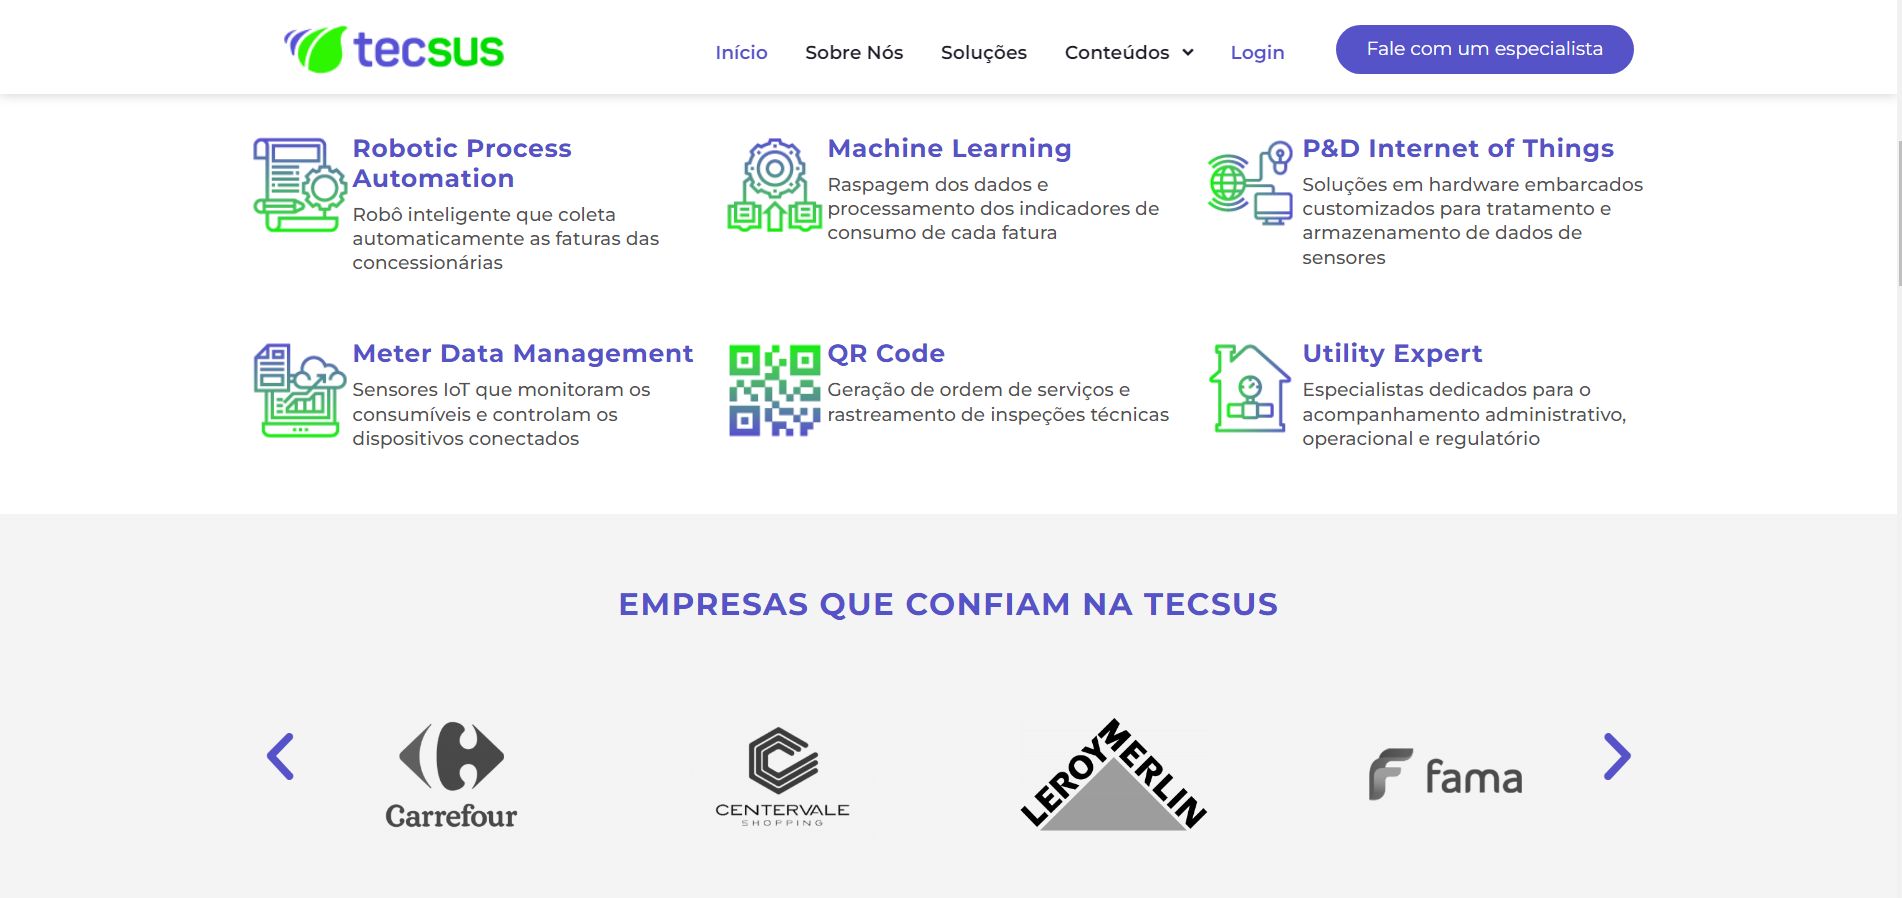 tecsus
Início
Sobre Nós
Soluções
Conteúdos
Login
Fale com um especialista
Robotic Process
Automation
Robô inteligente que coleta
automaticamente as faturas das
concessionárias
Machine Learning
Raspagem dos dados e
processamento dos indicadores de
consumo de cada fatura
P&D Internet of Things
Soluções em hardware embarcados
customizados para tratamento e
armazenamento de dados de
sensores
Meter Data Management
Sensores IoT que monitoram os
consumíveis e controlam os
dispositivos conectados
QR Code
Geração de ordem de serviços e
rastreamento de inspeções técnicas
Utility Expert
Especialistas dedicados para o
acompanhamento administrativo,
operacional e regulatório
EMPRESAS QUE CONFIAM NA TECSUS
Carrefour
CENTERVALE
SHOPPING
LEROY MERLIN
fama